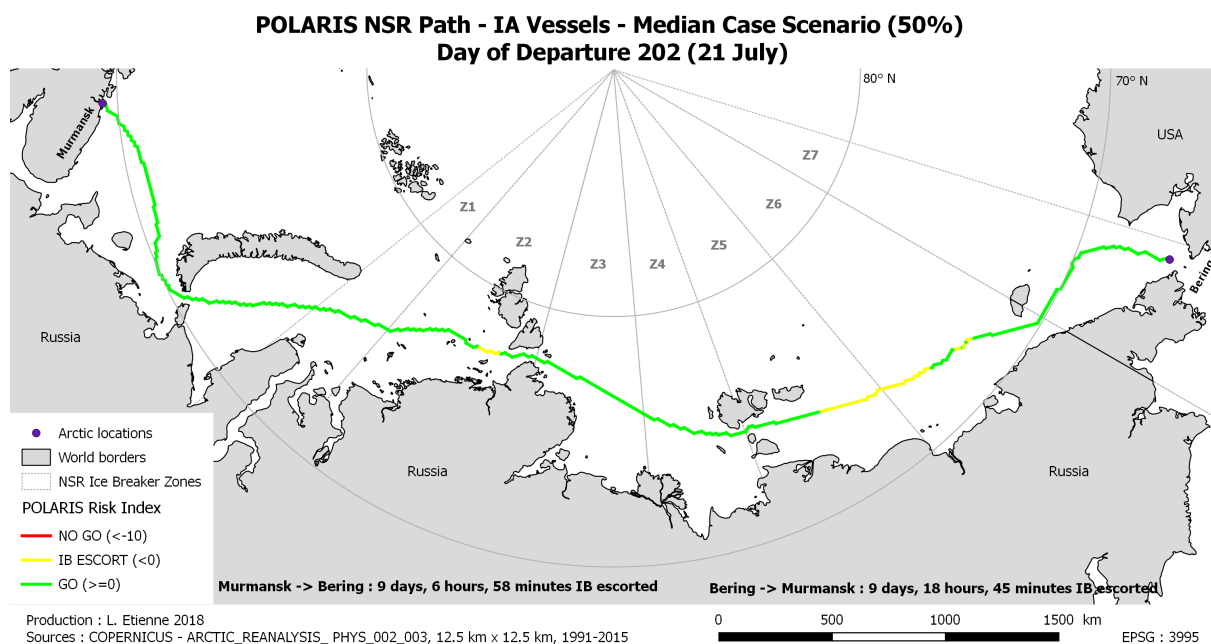 POLARIS NSR Path - IA Vessels - Median Case Scenario (50%)
Day of Departure 202 (21 July)
80° N
70° N
USA
Murmansk
Z7
Z1
Z6
Z2
Z5
Z3
Z4
Bering
Russia
Russia
Russia
Arctic locations
World borders
NSR Ice Breaker Zones
POLARIS Risk Index
NO GO (<-10)
IB ESCORT (<0)
GO (>=0)
Murmansk -> Bering : 9 days, 6 hours, 58 minutes IB escorted
Bering -> Murmansk : 9 days, 18 hours, 45 minutes IB escorted
Production : L. Etienne 2018
Sources : COPERNICUS - ARCTIC_REANALYSIS_ PHYS_002_003, 12.5 km x 12.5 km, 1991-2015
0 500 1000 1500 km
EPSG : 3995